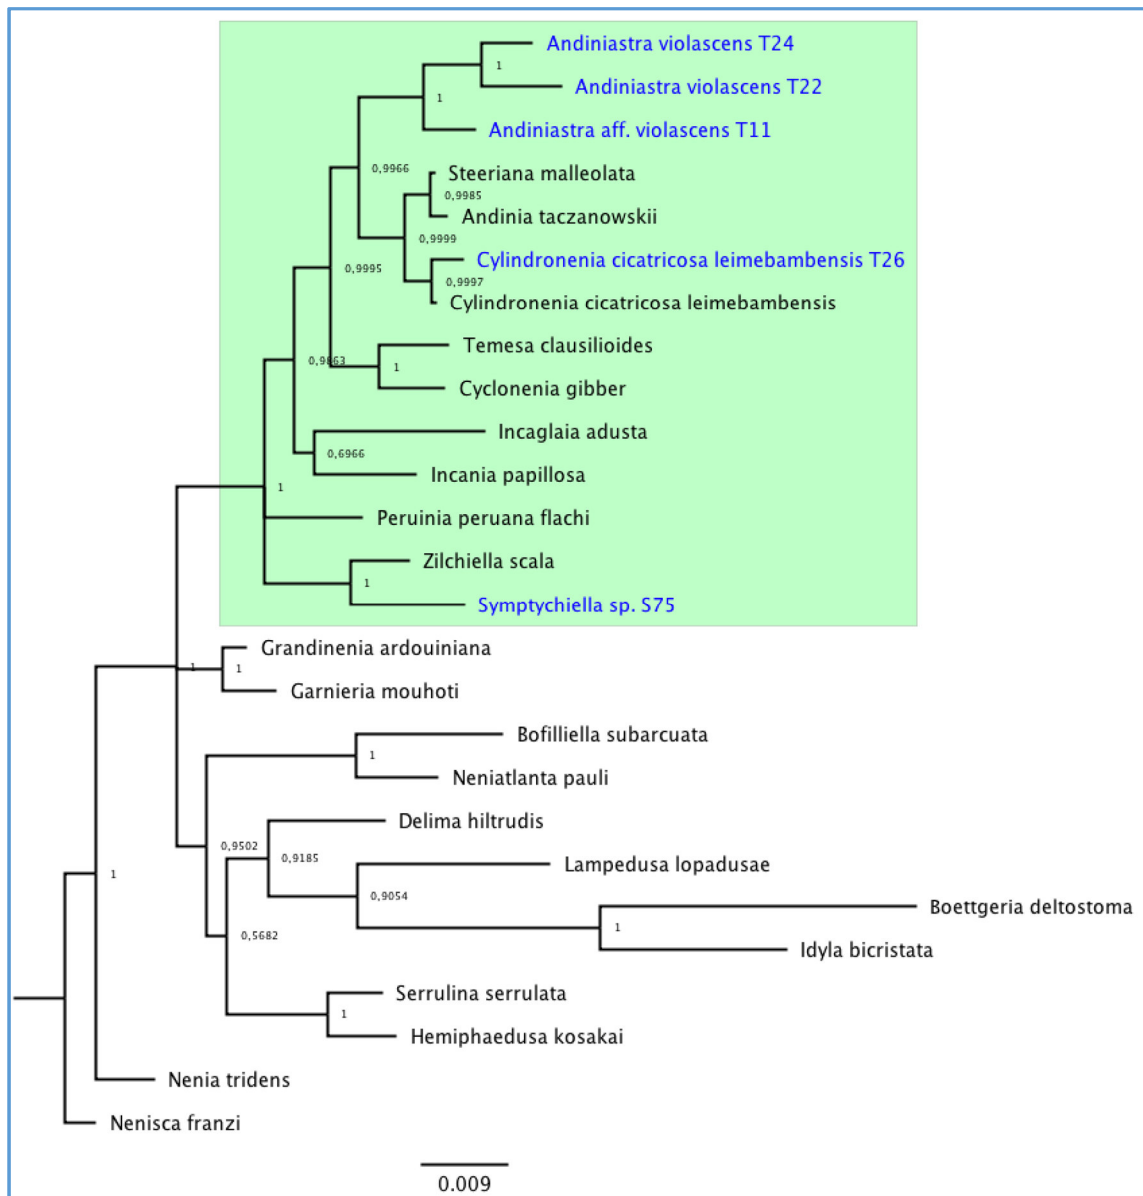 Andiniastra violascens T24
1
Andiniastra violascens T22
1
Andiniastra aff. violascens T11
0,9966
Steeriana malleolata
0,9985
Andinia taczanowskii
0,9999
Cylindronenia cicatricosa leimebambensis T26
0,9995
0,9997
Cylindronenia cicatricosa leimebambensis
Temesa clausilioides
0,9863
1
Cyclonenia gibber
Incaglaia adusta
0,6966
Incania papillosa
1
Peruinia peruana flachi
Zilchiella scala
1
Symptychiella sp. S75
Grandinenia ardouiniana
1
1
Garnieria mouhoti
Bofilliella subarcuata
1
Neniatlanta pauli
Delima hiltrudis
0,9502
0,9185
Lampedusa lopadusae
1
0,9054
Boettgeria deltostoma
1
0,5682
Idyla bicristata
Serrulina serrulata
1
Hemiphaedusa kosakai
Nenia tridens
Nenisca franzi
0.009